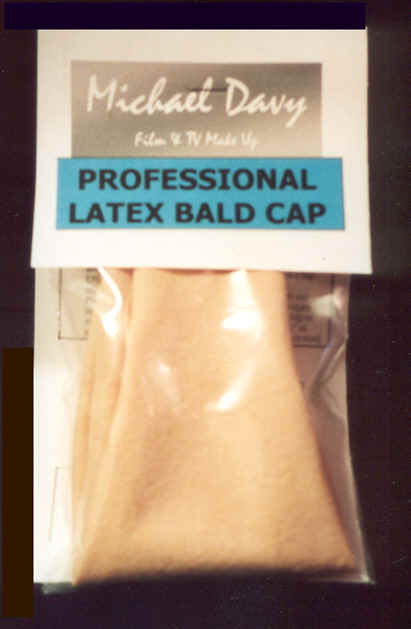 Michael Davy
Film & TV Make Up
PROFESSIONAL
LATEX BALD CAP